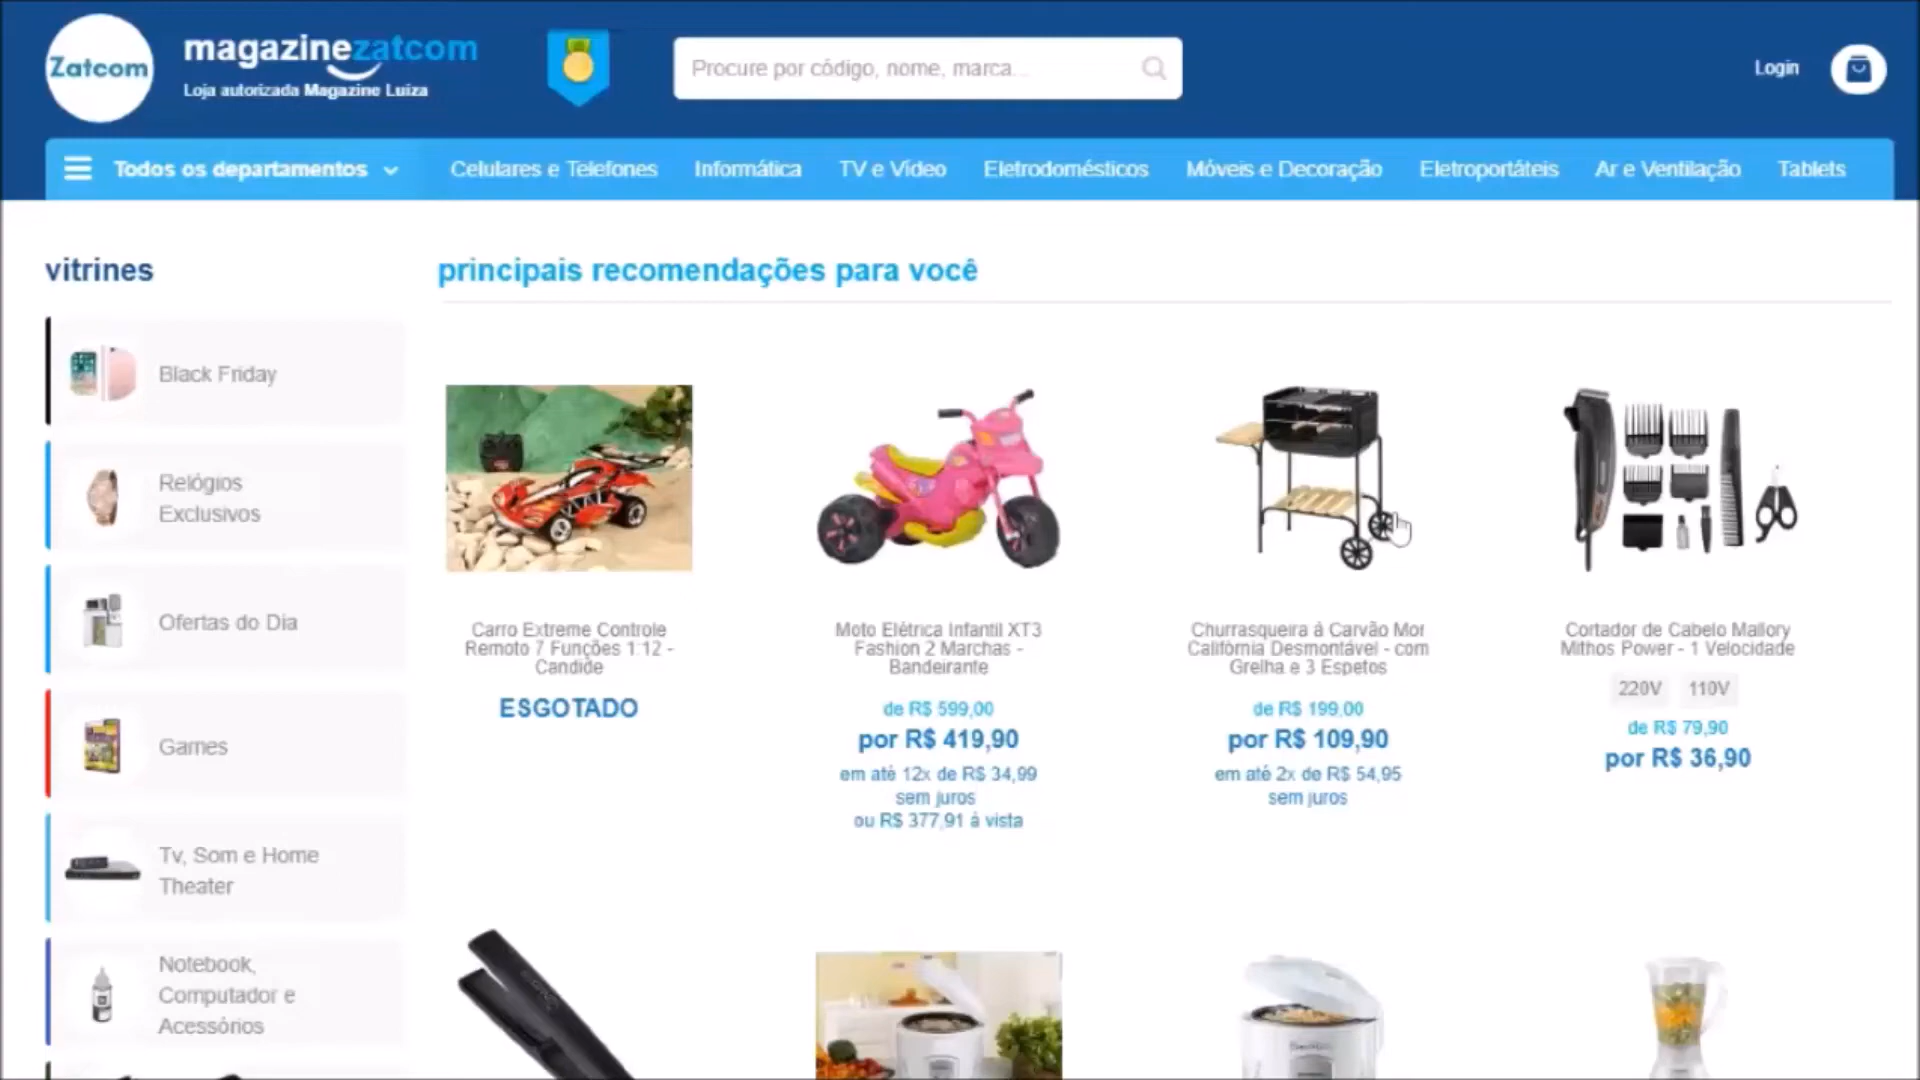 Zatcom
magazinezatcom
Loja autorizada Magazine Luiza
Procure por código, nome, marca...
Login
Todos os departamentos
Celulares e Telefones
Informática
TV e Vídeo
Eletrodomésticos
Móveis e Decoração
Eletroportáteis
Ar e Ventilação
Tablets
vitrines
Black Friday
Relógios
Exclusivos
Ofertas do Dia
Games
Tv, Som e Home
Theater
Notebook,
Computador e
Acessórios
principais recomendações para você
Carro Extreme Controle
Remoto 7 Funções 1:12 -
Candide
ESGOTADO
Moto Elétrica Infantil XT3
Fashion 2 Marchas -
Bandeirante
de R$ 599,00
por R$ 419,90
em até 12x de R$ 34,99
sem juros
ou R$ 377,91 à vista
Churrasqueira à Carvão Mor
Califórnia Desmontável - com
Grelha e 3 Espetos
de R$ 199,00
por R$ 109,90
em até 2x de R$ 54,95
sem juros
Cortador de Cabelo Mallory
Mithos Power - 1 Velocidade
220V 110V
de R$ 79,90
por R$ 36,90